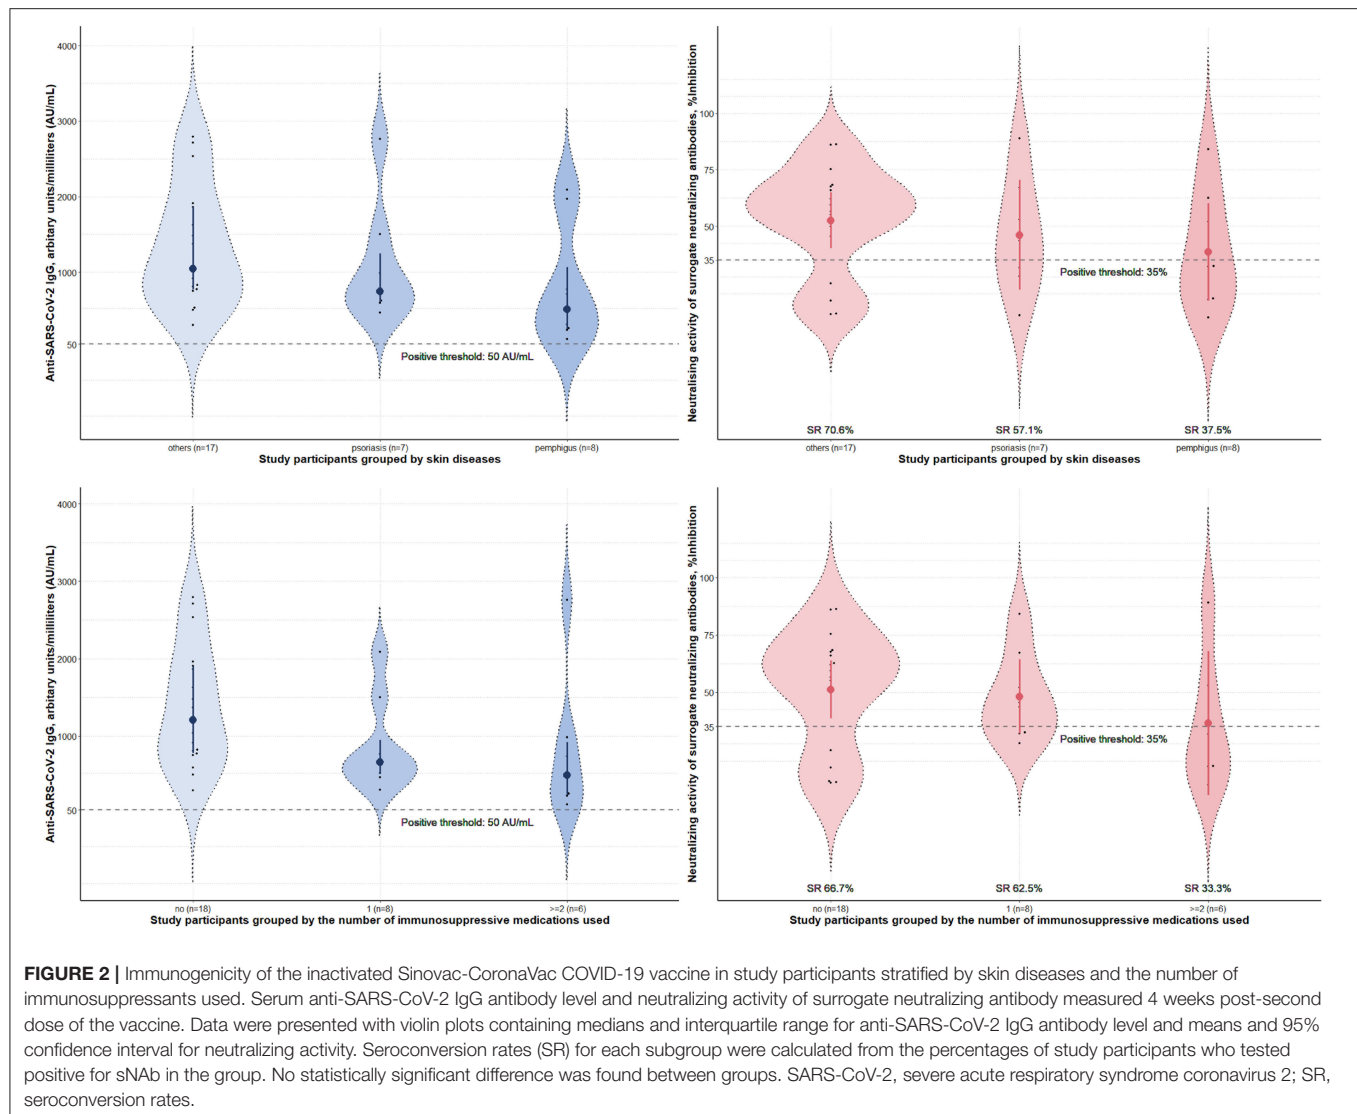 Anti-SARS-CoV-2 IgG, arbitary units/milliliters (AU/mL)
4000
3000
2000
1000
50
Positive threshold: 50 AU/mL
others (n=17)
psoriasis (n=7)
pemphigus (n=8)
Study participants grouped by skin diseases
Neutralising activity of surrogate neutralizing antibodies, %Inhibition
100
75
50
35
Positive threshold: 35%
SR 70.6%
SR 57.1%
SR 37.5%
others (n=17)
psoriasis (n=7)
pemphigus (n=8)
Study participants grouped by skin diseases
Anti-SARS-CoV-2 IgG, arbitary units/milliliters (AU/mL)
4000
3000
2000
1000
50
Positive threshold: 50 AU/mL
no (n=18)
1 (n=8)
>=2 (n=6)
Study participants grouped by the number of immunosuppressive medications used
Neutralizing activity of surrogate neutralizing antibodies, %Inhibition
100
75
50
35
Positive threshold: 35%
SR 66.7%
SR 62.5%
SR 33.3%
no (n=18)
1 (n=8)
>=2 (n=6)
Study participants grouped by the number of immunosuppressive medications used
FIGURE 2 | Immunogenicity of the inactivated Sinovac-CoronaVac COVID-19 vaccine in study participants stratified by skin diseases and the number of
immunosuppressants used. Serum anti-SARS-CoV-2 IgG antibody level and neutralizing activity of surrogate neutralizing antibody measured 4 weeks post-second
dose of the vaccine. Data were presented with violin plots containing medians and interquartile range for anti-SARS-CoV-2 IgG antibody level and means and 95%
confidence interval for neutralizing activity. Seroconversion rates (SR) for each subgroup were calculated from the percentages of study participants who tested
positive for sNAb in the group. No statistically significant difference was found between groups. SARS-CoV-2, severe acute respiratory syndrome coronavirus 2; SR,
seroconversion rates.